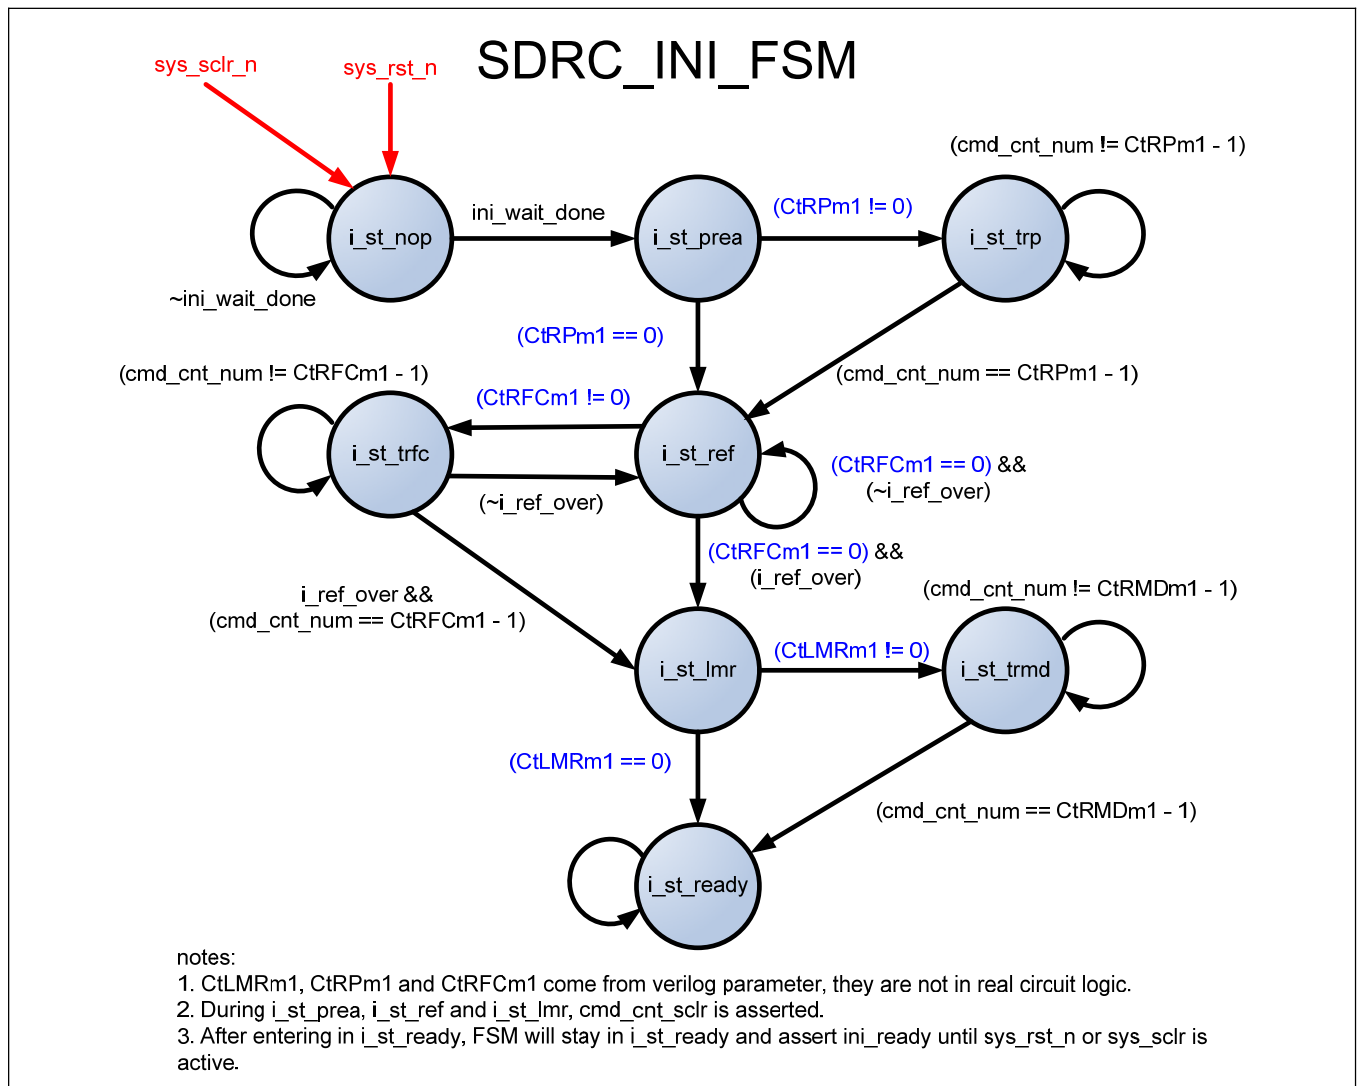 SDRC_INI_FSM
sys_sclr_n
sys_rst_n
(cmd_cnt_num != CtRPm1 - 1)
i_st_nop
ini_wait_done
i_st_prea
(CtRPm1 != 0)
i_st_trp
~ini_wait_done
(CtRPm1 == 0)
(cmd_cnt_num != CtRFCm1 - 1)
(CtRFCm1 != 0)
(cmd_cnt_num == CtRPm1 - 1)
i_st_trfc
i_st_ref
(CtRFCm1 == 0) &&
(~i_ref_over)
(~i_ref_over)
(CtRFCm1 == 0) &&
(i_ref_over)
i_ref_over &&
(cmd_cnt_num == CtRFCm1 - 1)
(cmd_cnt_num != CtRMDm1 - 1)
i_st_lmr
(CtLMRm1 != 0)
i_st_trmd
(CtLMRm1 == 0)
(cmd_cnt_num == CtRMDm1 - 1)
i_st_ready
notes:
1. CtLMRm1, CtRPm1 and CtRFCm1 come from verilog parameter, they are not in real circuit logic.
2. During i_st_prea, i_st_ref and i_st_lmr, cmd_cnt_sclr is asserted.
3. After entering in i_st_ready, FSM will stay in i_st_ready and assert ini_ready until sys_rst_n or sys_sclr is
active.